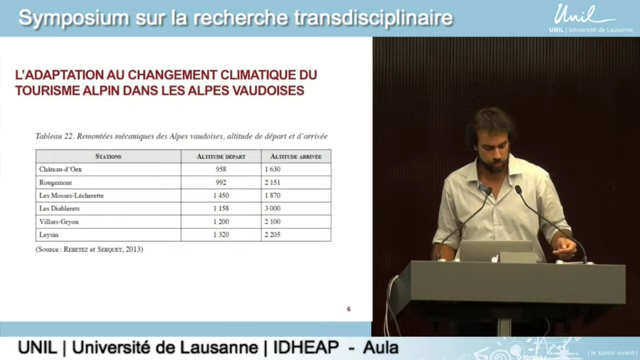 Symposium sur la recherche transdisciplinaire
Unil
UNIL | Université de Lausanne
L'ADAPTATION AU CHANGEMENT CLIMATIQUE DU
TOURISME ALPIN DANS LES ALPES VAUDOISES
Tableau 22. Remontées mécaniques des Alpes vaudoises, altitude de départ et d'arrivée
STATIONS ALTITUDE DÉPART ALTITUDE ARRIVÉE
Château-d'Oex 958 1 630
Rougemont 992 2 151
Les Mosses-Lécherette 1 450 1 870
Les Diablerets 1 158 3 000
Villars-Gryon 1 200 2 100
Leysin 1 320 2 205
(Source : REBETEZ et SERQUET, 2013)
6
UNIL | Université de Lausanne | IDHEAP - Aula
| le savoir vivant |